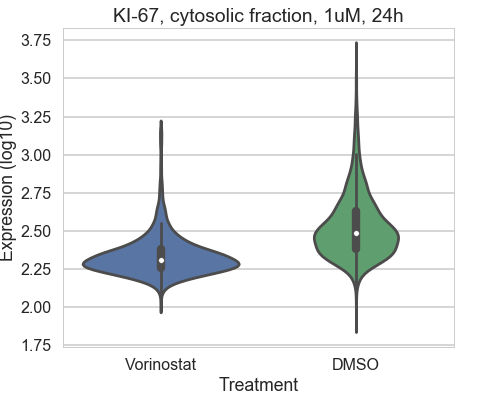 KI-67, cytosolic fraction, 1uM, 24h
Expression (log10)
3.75
3.50
3.25
3.00
2.75
2.50
2.25
2.00
1.75
Vorinostat
DMSO
Treatment